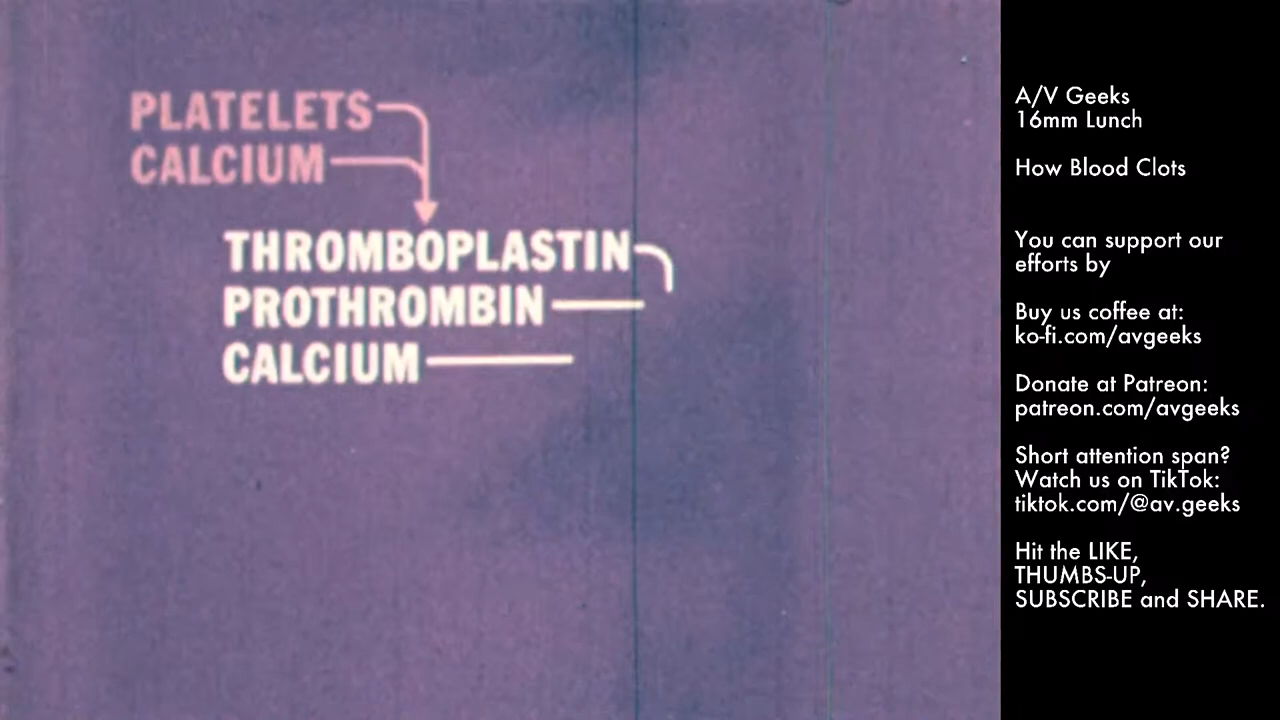 PLATELETS
CALCIUM
THROMBOPLASTIN
PROTHROMBIN
CALCIUM
A/V Geeks
16mm Lunch
How Blood Clots
You can support our
efforts by
Buy us coffee at:
ko-fi.com/avgeeks
Donate at Patreon:
patreon.com/avgeeks
Short attention span?
Watch us on TikTok:
tiktok.com/@av.geeks
Hit the LIKE,
THUMBS-UP,
SUBSCRIBE and SHARE.